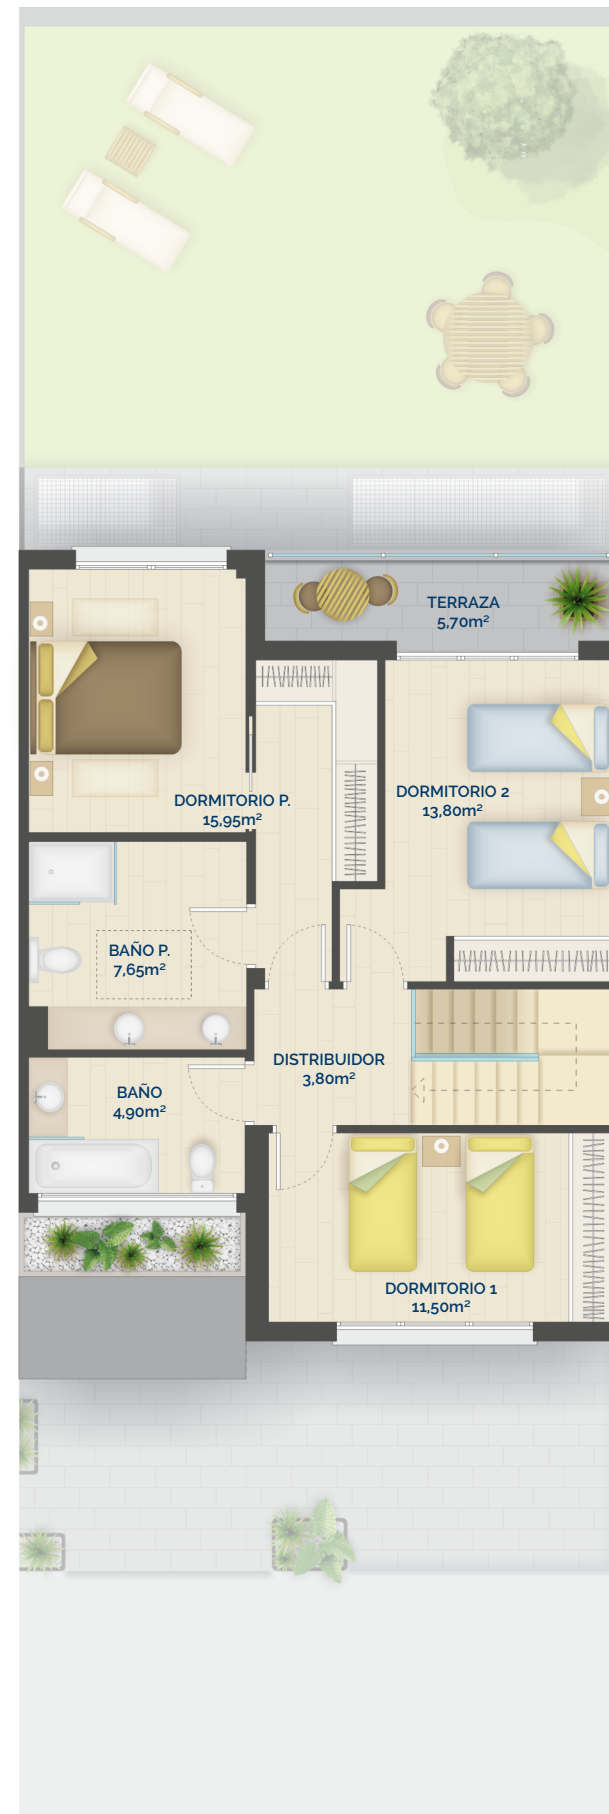 TERRAZA
5,70m²
DORMITORIO P.
15,95m²
DORMITORIO 2
13,80m²
BAÑO P.
7,65m²
DISTRIBUIDOR
3,80m²
BAÑO
4,90m²
DORMITORIO 1
11,50m²